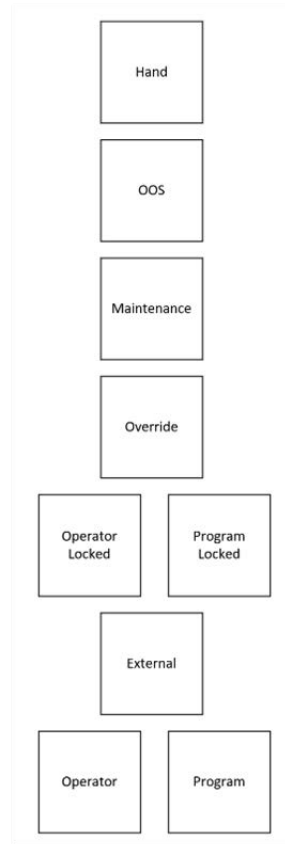 Hand
OOS
Maintenance
Override
Operator
Locked
Program
Locked
External
Operator
Program